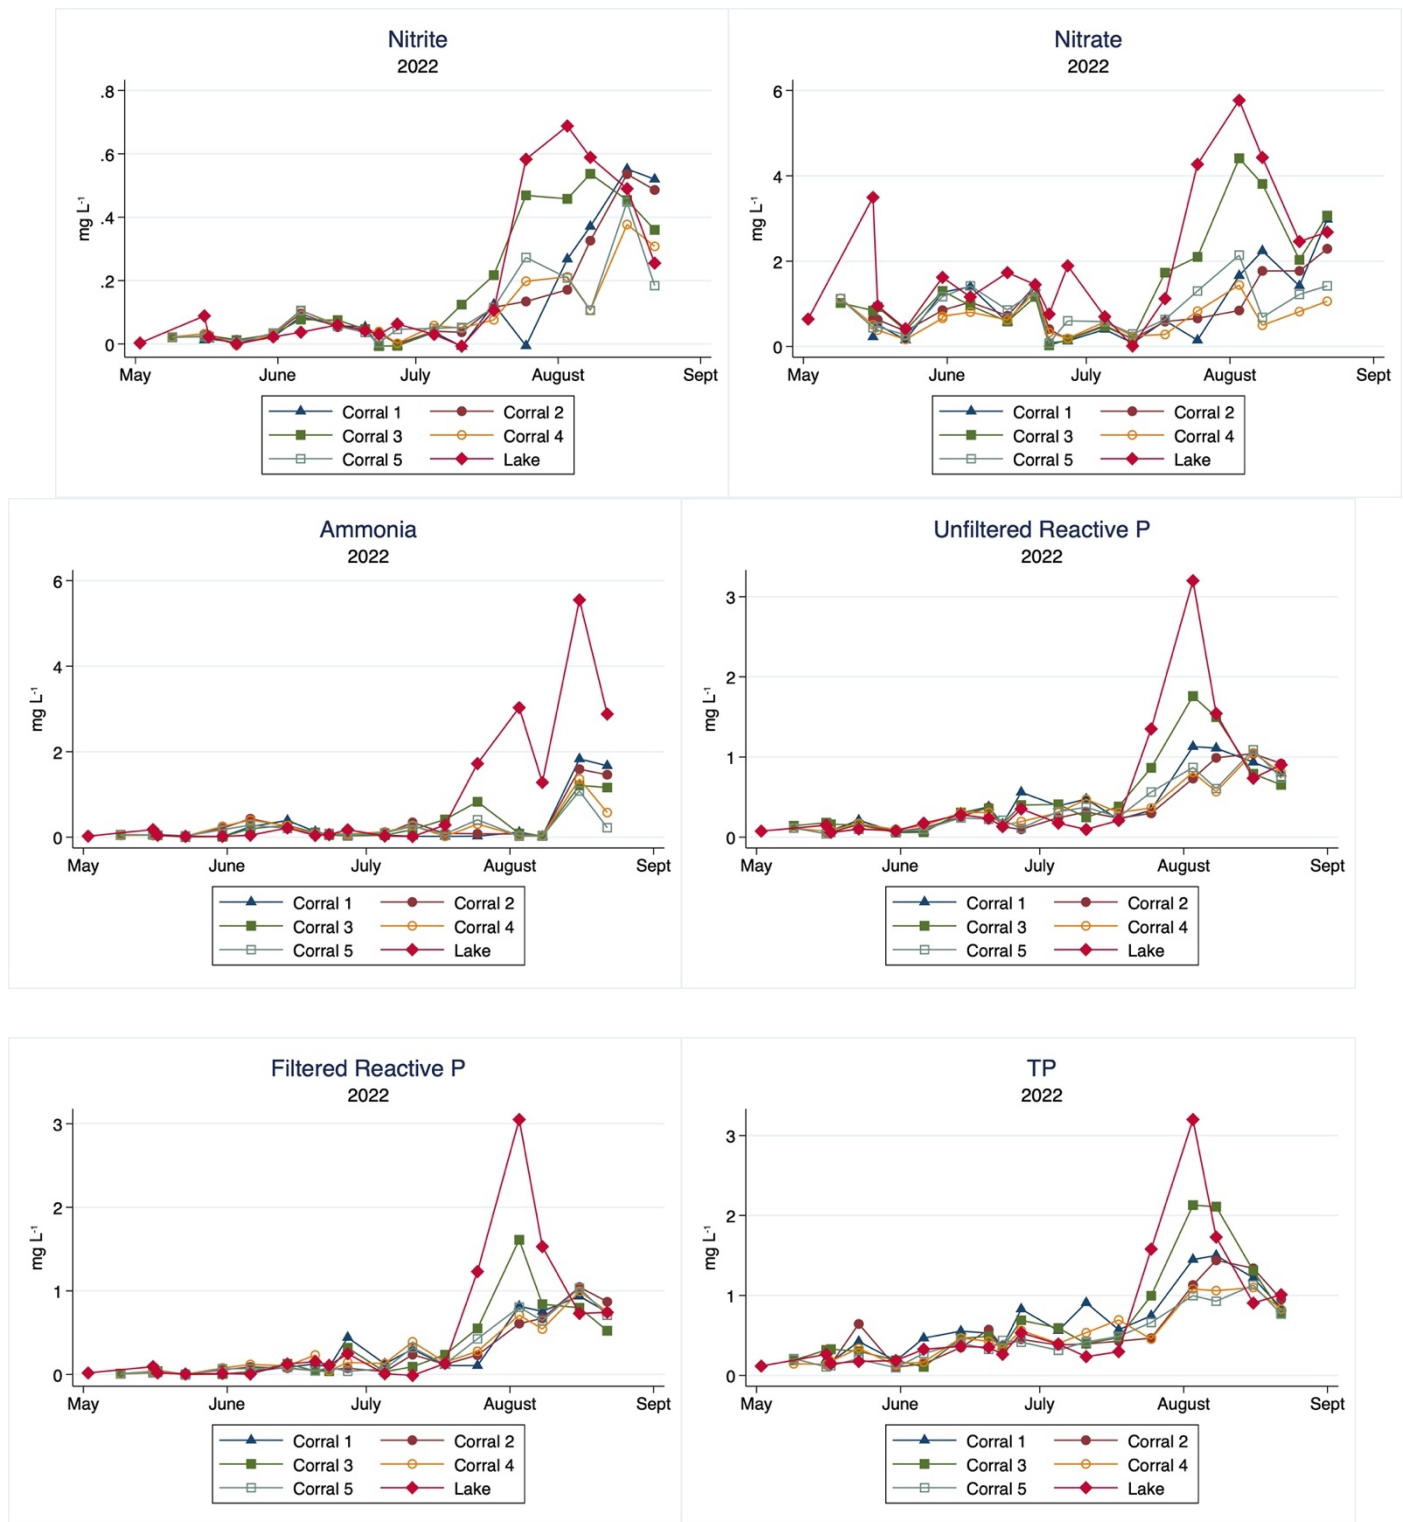 Nitrite
2022
.8
.6
.4
.2
0
mg L-1
May June July August Sept
Corral 1 Corral 2
Corral 3 Corral 4
Corral 5 Lake
Nitrate
2022
6
4
2
0
mg L-1
May June July August Sept
Corral 1 Corral 2
Corral 3 Corral 4
Corral 5 Lake
Ammonia
2022
6
4
2
0
mg L-1
May June July August Sept
Corral 1 Corral 2
Corral 3 Corral 4
Corral 5 Lake
Unfiltered Reactive P
2022
3
2
1
0
mg L-1
May June July August Sept
Corral 1 Corral 2
Corral 3 Corral 4
Corral 5 Lake
Filtered Reactive P
2022
3
2
1
0
mg L-1
May June July August Sept
Corral 1 Corral 2
Corral 3 Corral 4
Corral 5 Lake
TP
2022
3
2
1
0
mg L-1
May June July August Sept
Corral 1 Corral 2
Corral 3 Corral 4
Corral 5 Lake